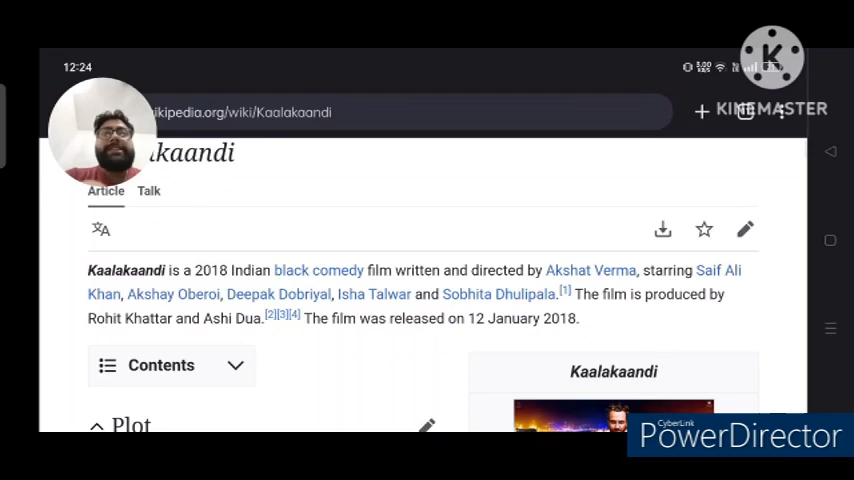 12:24
5.00
KINEMASTER
ikipedia.org/wiki/Kaalakaandi
kaandi
Article Talk
Kaalakaandi is a 2018 Indian black comedy film written and directed by Akshat Verma, starring Saif Ali
Khan, Akshay Oberoi, Deepak Dobriyal, Isha Talwar and Sobhita Dhulipala.[1] The film is produced by
Rohit Khattar and Ashi Dua.[2][3][4] The film was released on 12 January 2018.
Contents
Kaalakaandi
Plot
CyberLink
PowerDirector